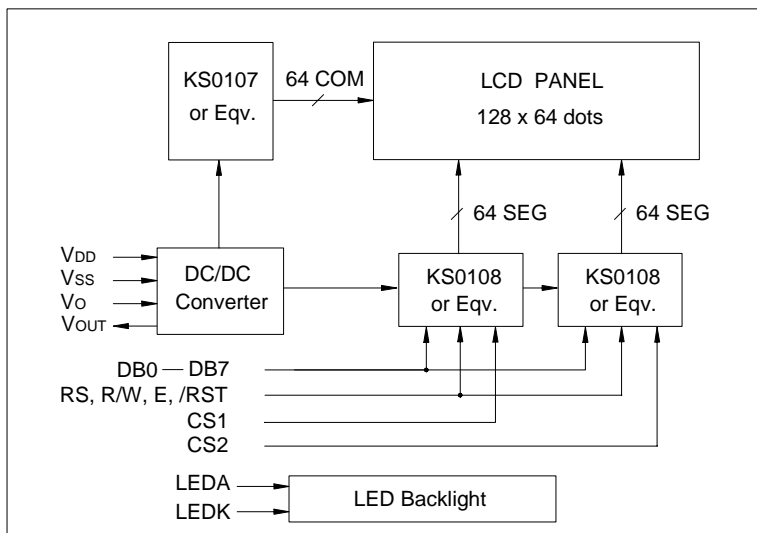 KS0107
or Eqv.
64 COM
LCD PANEL
128 x 64 dots
64 SEG
64 SEG
VDD
VSS
VO
VOUT
DC/DC
Converter
KS0108
or Eqv.
KS0108
or Eqv.
DB0 — DB7
RS, R/W, E, /RST
CS1
CS2
LEDA
LEDK
LED Backlight